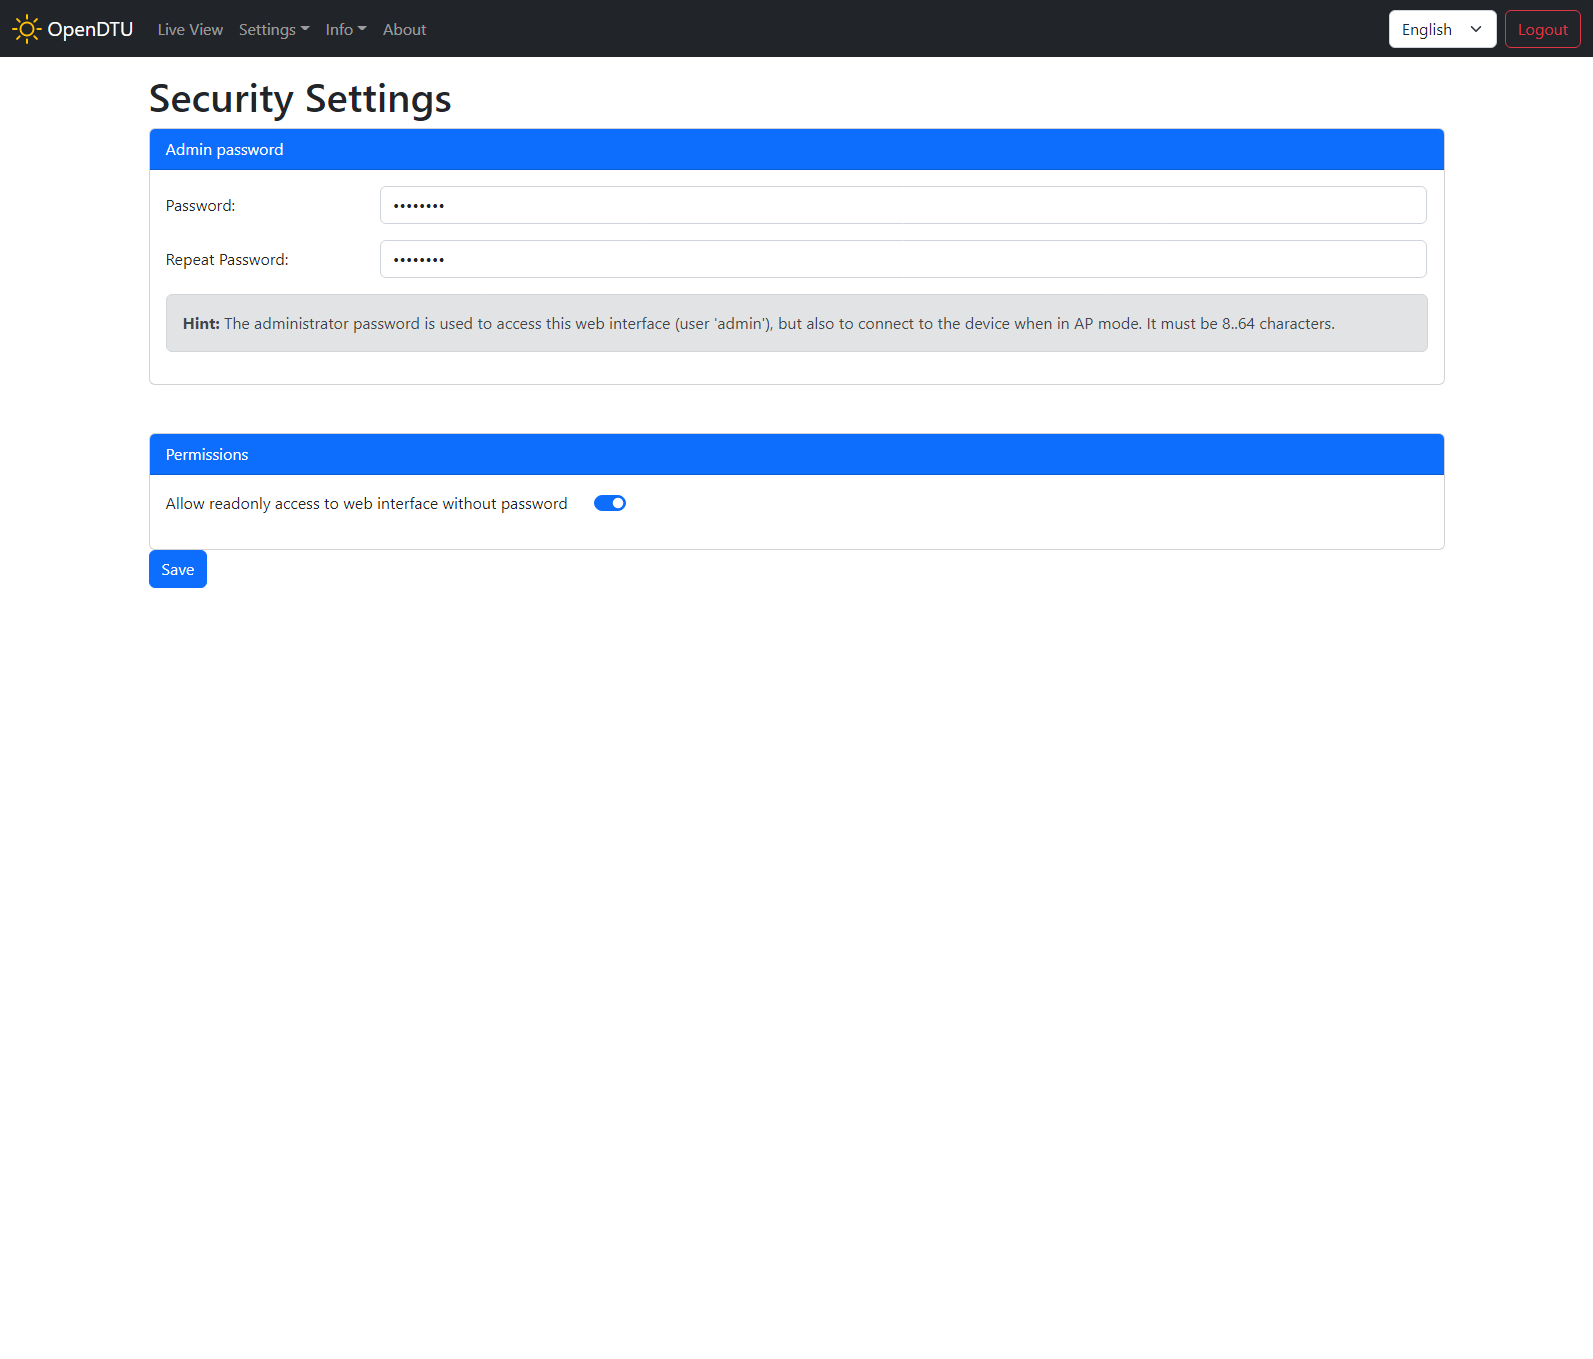 OpenDTU Live View Settings Info About English Logout
Security Settings
Admin password
Password: ••••••••
Repeat Password: ••••••••
Hint: The administrator password is used to access this web interface (user 'admin'), but also to connect to the device when in AP mode. It must be 8..64 characters.
Permissions
Allow readonly access to web interface without password
Save